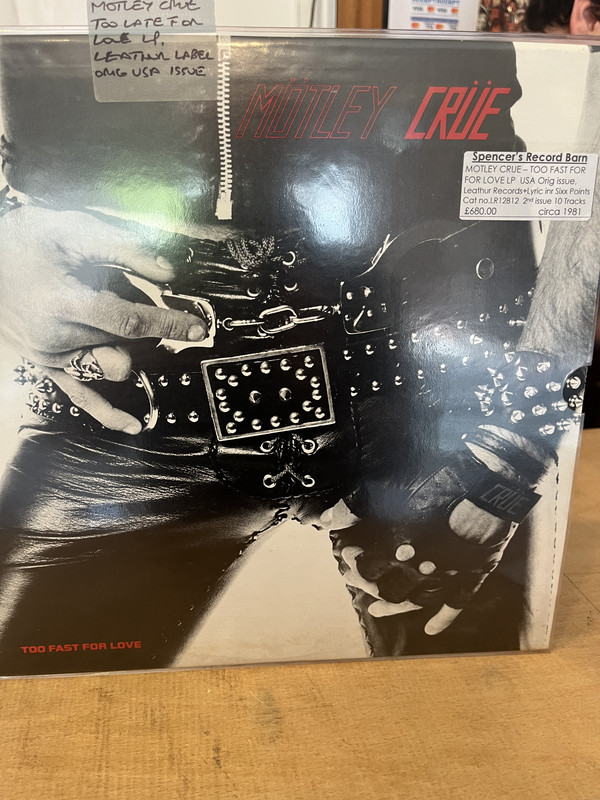 MOTLEY CRUE
TOO LATE FOR
LOVE LP,
LEATHUR LABEL
ORIG USA ISSUE
MÖTLEY CRÜE
Spencer's Record Barn
MOTLEY CRUE – TOO FAST FOR
FOR LOVE LP USA Orig issue,
Leathur Records+Lyric inr Sixx Points
Cat no.LR12812 2nd issue 10 Tracks
£680.00 circa 1981
CRÜE
TOO FAST FOR LOVE